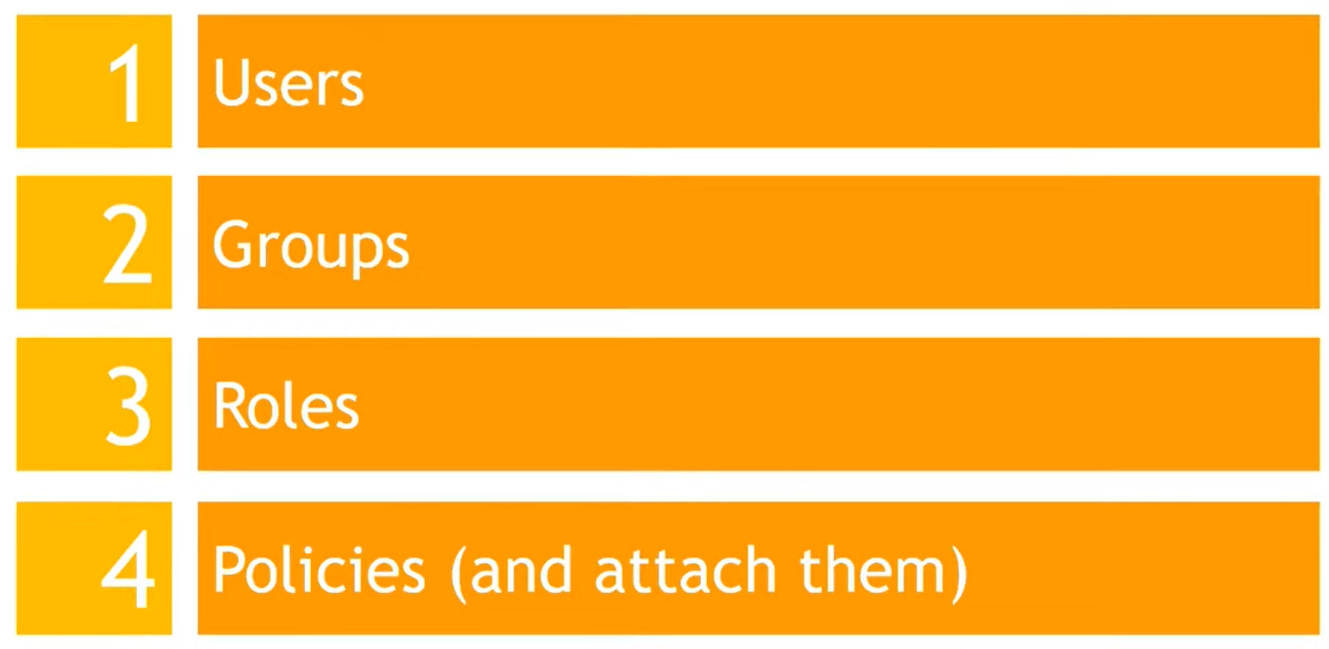 1 Users
2 Groups
3 Roles
4 Policies (and attach them)